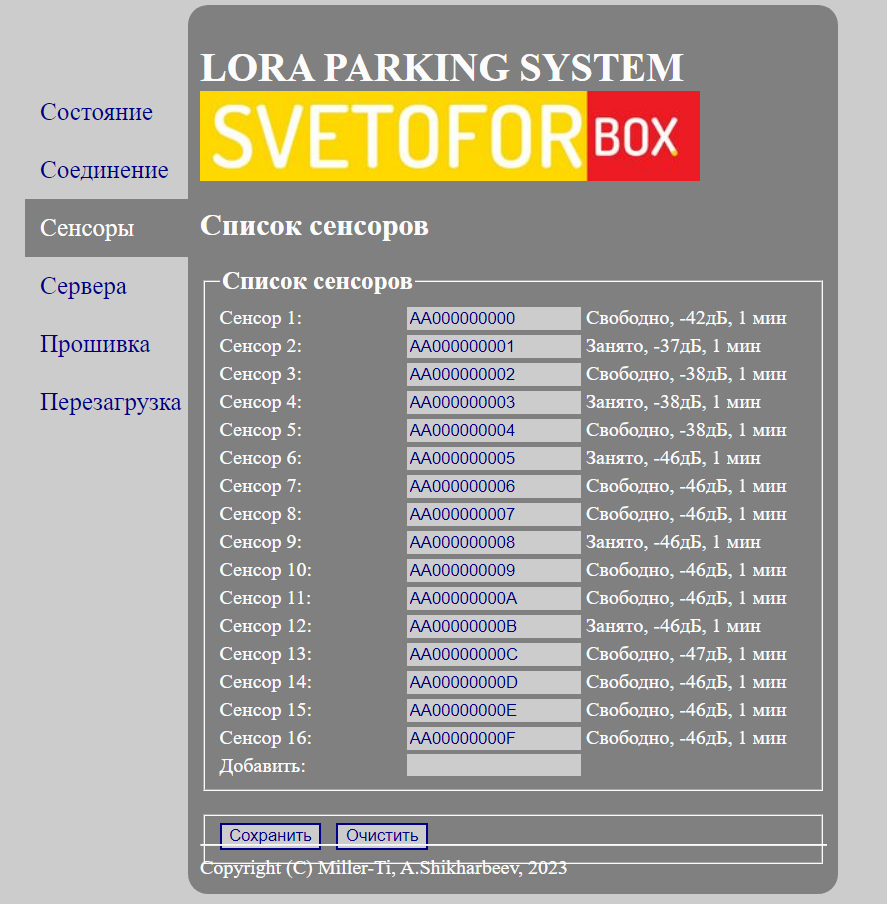 LORA PARKING SYSTEM
SVETOFOR BOX
Состояние
Соединение
Сенсоры
Сервера
Прошивка
Перезагрузка
Список сенсоров
Список сенсоров
Сенсор 1: AA000000000 Свободно, -42дБ, 1 мин
Сенсор 2: AA000000001 Занято, -37дБ, 1 мин
Сенсор 3: AA000000002 Свободно, -38дБ, 1 мин
Сенсор 4: AA000000003 Занято, -38дБ, 1 мин
Сенсор 5: AA000000004 Свободно, -38дБ, 1 мин
Сенсор 6: AA000000005 Занято, -46дБ, 1 мин
Сенсор 7: AA000000006 Свободно, -46дБ, 1 мин
Сенсор 8: AA000000007 Свободно, -46дБ, 1 мин
Сенсор 9: AA000000008 Занято, -46дБ, 1 мин
Сенсор 10: AA000000009 Свободно, -46дБ, 1 мин
Сенсор 11: AA00000000A Свободно, -46дБ, 1 мин
Сенсор 12: AA00000000B Занято, -46дБ, 1 мин
Сенсор 13: AA00000000C Свободно, -47дБ, 1 мин
Сенсор 14: AA00000000D Свободно, -46дБ, 1 мин
Сенсор 15: AA00000000E Свободно, -46дБ, 1 мин
Сенсор 16: AA00000000F Свободно, -46дБ, 1 мин
Добавить:
Сохранить Очистить
Copyright (C) Miller-Ti, A.Shikharbeev, 2023